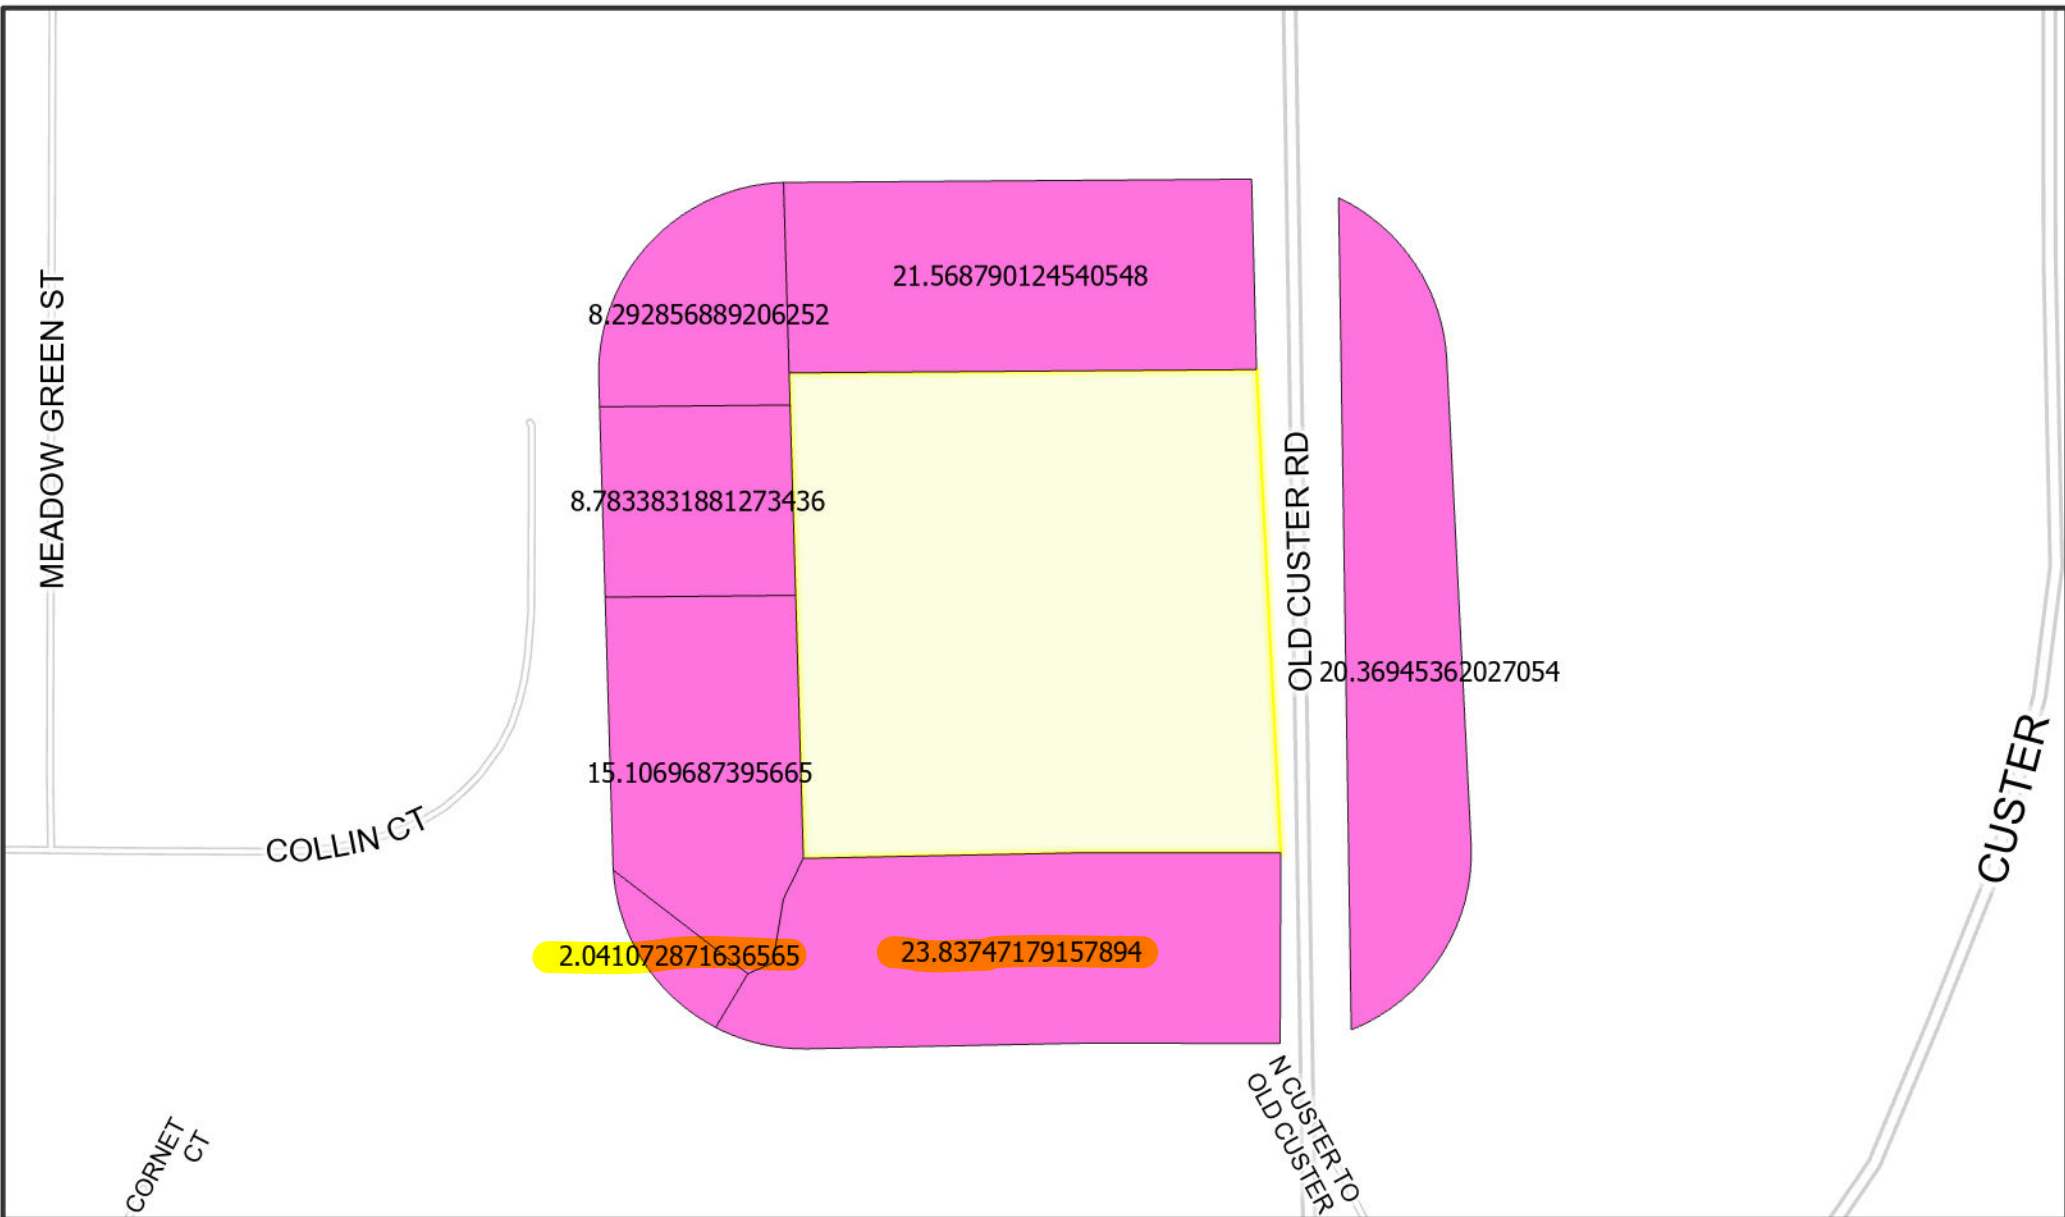 21.568790124540548
8.292856889206252
MEADOW GREEN ST
8.7833831881273436
OLD CUSTER RD
20.36945362027054
15.1069687395665
COLLIN CT
CUSTER
2.041072871636565
23.83747179157894
N CUSTER TO
OLD CUSTER
CORNET
CT